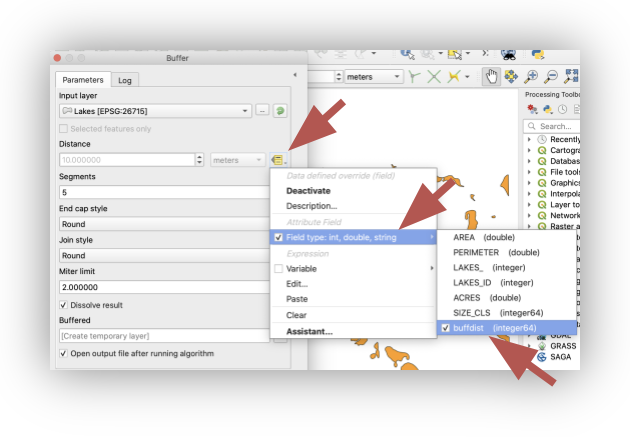 Buffer
Parameters
Log
Input layer
Lakes [EPSG:26715]
Selected features only
Distance
10.000000
meters
Segments
5
End cap style
Round
Join style
Round
Miter limit
2.000000
Dissolve result
Buffered
[Create temporary layer]
Open output file after running algorithm
meters
Data defined override (field)
Deactivate
Description...
Attribute Field
Field type: int, double, string
Expression
Variable
Edit...
Paste
Clear
Assistant...
AREA (double)
PERIMETER (double)
LAKES_ (integer)
LAKES_ID (integer)
ACRES (double)
SIZE_CLS (integer64)
buffdist (integer64)
Processing Toolbo
Search...
Recently
Cartogra
Databas
File tools
Graphics
Interpola
Layer to
Network
Raster a
GDAL
GRASS
SAGA